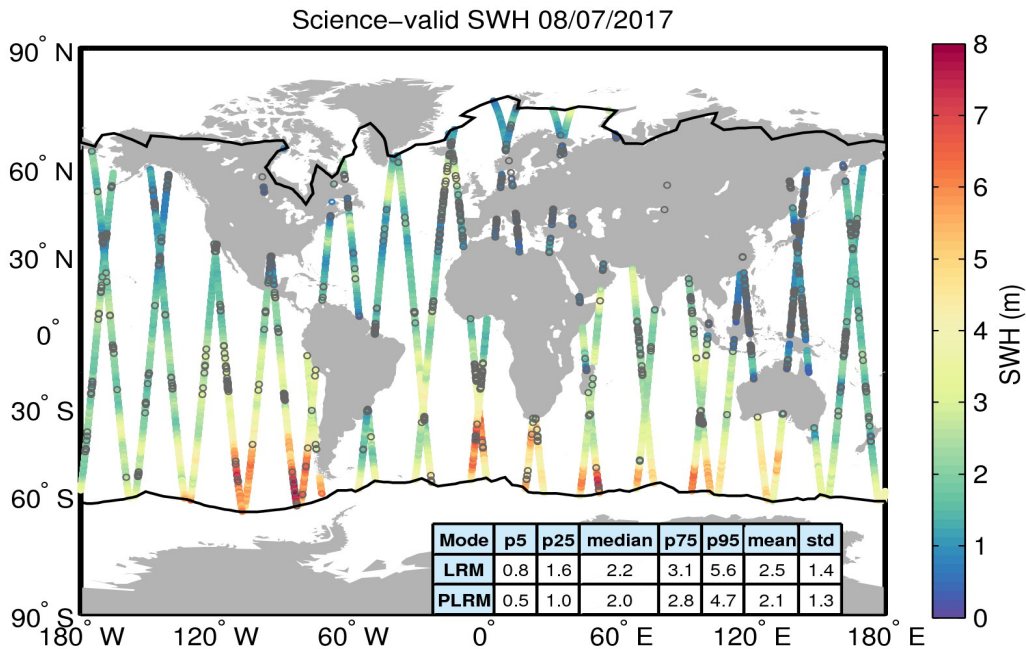 Science−valid SWH 08/07/2017
90° N
60° N
30° N
0°
30° S
60° S
90° S
180° W
120° W
60° W
0°
60° E
120° E
180° E
Mode p5 p25 median p75 p95 mean std
LRM 0.8 1.6 2.2 3.1 5.6 2.5 1.4
PLRM 0.5 1.0 2.0 2.8 4.7 2.1 1.3
8
7
6
5
4
3
2
1
0
SWH (m)